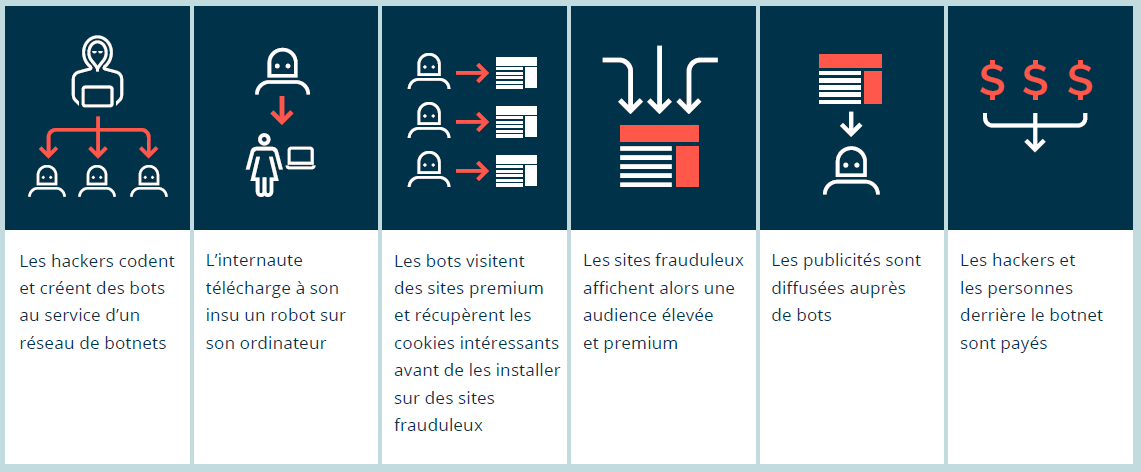 $ $ $
Les hackers codent
et créent des bots
au service d’un
réseau de botnets
L’internaute
télécharge à son
insu un robot sur
son ordinateur
Les bots visitent
des sites premium
et récupèrent les
cookies intéressants
avant de les installer
sur des sites
frauduleux
Les sites frauduleux
affichent alors une
audience élevée
et premium
Les publicités sont
diffusées auprès
de bots
Les hackers et
les personnes
derrière le botnet
sont payés